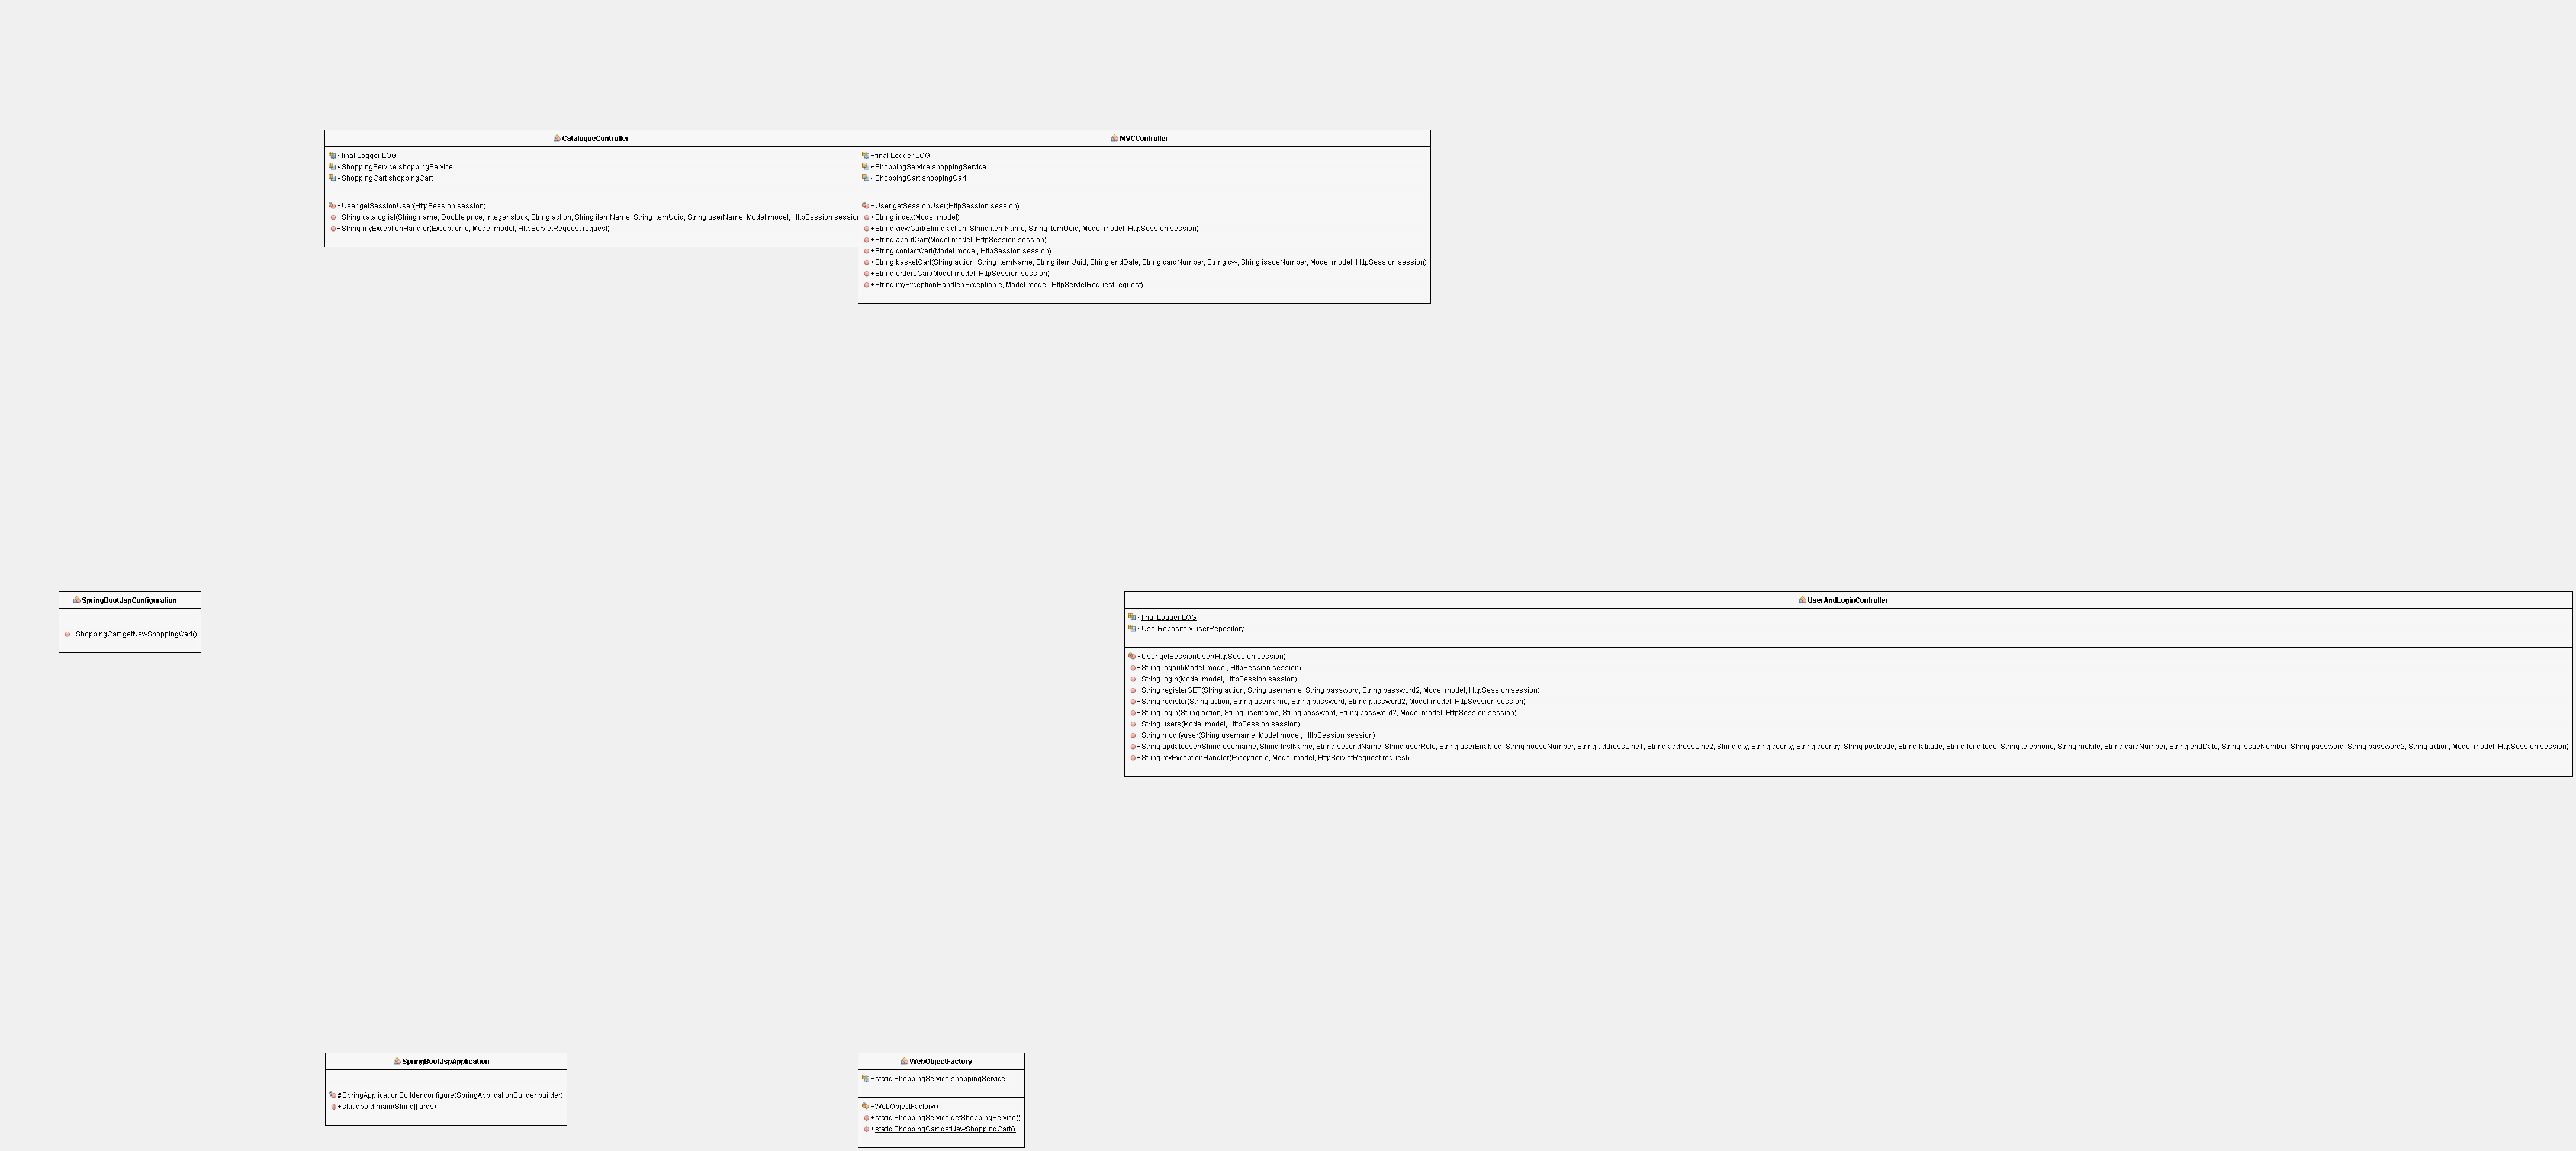 CatalogueController
- final Logger LOG
- ShoppingService shoppingService
- ShoppingCart shoppingCart
- User getSessionUser(HttpSession session)
+ String cataloglist(String name, Double price, Integer stock, String action, String itemName, String itemUuid, String userName, Model model, HttpSession session
+ String myExceptionHandler(Exception e, Model model, HttpServletRequest request)
MVCController
- final Logger LOG
- ShoppingService shoppingService
- ShoppingCart shoppingCart
- User getSessionUser(HttpSession session)
+ String index(Model model)
+ String viewCart(String action, String itemName, String itemUuid, Model model, HttpSession session)
+ String aboutCart(Model model, HttpSession session)
+ String contactCart(Model model, HttpSession session)
+ String basketCart(String action, String itemName, String itemUuid, String endDate, String cardNumber, String cvv, String issueNumber, Model model, HttpSession session)
+ String ordersCart(Model model, HttpSession session)
+ String myExceptionHandler(Exception e, Model model, HttpServletRequest request)
SpringBootJspConfiguration
+ ShoppingCart getNewShoppingCart()
UserAndLoginController
- final Logger LOG
- UserRepository userRepository
- User getSessionUser(HttpSession session)
+ String logout(Model model, HttpSession session)
+ String login(Model model, HttpSession session)
+ String registerGET(String action, String username, String password, String password2, Model model, HttpSession session)
+ String register(String action, String username, String password, String password2, Model model, HttpSession session)
+ String login(String action, String username, String password, String password2, Model model, HttpSession session)
+ String users(Model model, HttpSession session)
+ String modifyuser(String username, Model model, HttpSession session)
+ String updateuser(String username, String firstName, String secondName, String userRole, String userEnabled, String houseNumber, String addressLine1, String addressLine2, String city, String county, String country, String postcode, String latitude, String longitude, String telephone, String mobile, String cardNumber, String endDate, String issueNumber, String password, String password2, String action, Model model, HttpSession session)
+ String myExceptionHandler(Exception e, Model model, HttpServletRequest request)
SpringBootJspApplication
# SpringApplicationBuilder configure(SpringApplicationBuilder builder)
+ static void main(String[] args)
WebObjectFactory
- static ShoppingService shoppingService
- WebObjectFactory()
+ static ShoppingService getShoppingService()
+ static ShoppingCart getNewShoppingCart()